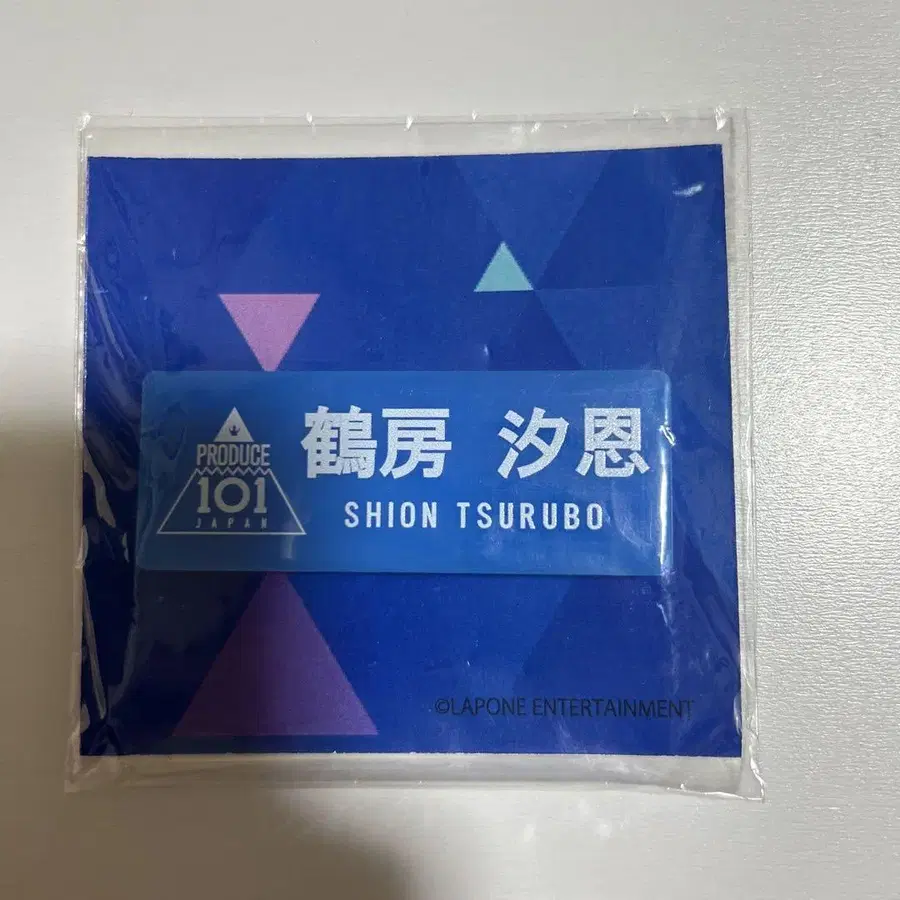 PRODUCE
101
JAPAN
鶴房 汐恩
SHION TSURUBO
©LAPONE ENTERTAINMENT